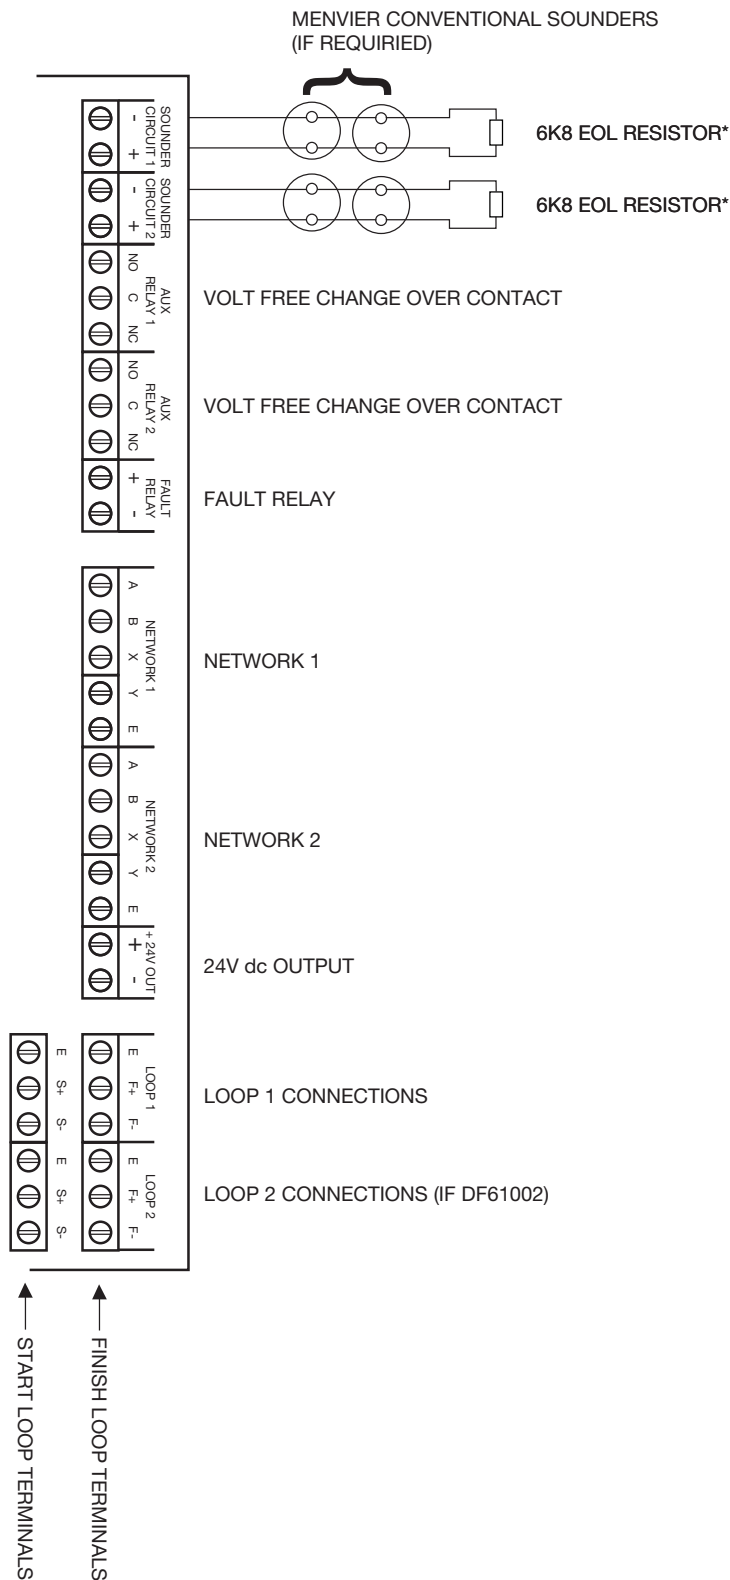 MENVIER CONVENTIONAL SOUNDERS
(IF REQUIRIED)
-
+
SOUNDER
CIRCUIT 1
6K8 EOL RESISTOR*
-
+
SOUNDER
CIRCUIT 2
6K8 EOL RESISTOR*
NO
C
NC
AUX
RELAY 1
VOLT FREE CHANGE OVER CONTACT
NO
C
NC
AUX
RELAY 2
VOLT FREE CHANGE OVER CONTACT
+
-
FAULT
RELAY
FAULT RELAY
A
B
X
Y
E
NETWORK 1
NETWORK 1
A
B
X
Y
E
NETWORK 2
NETWORK 2
+
-
+ 24V OUT
24V dc OUTPUT
E
S+
S-
E
F+
F-
LOOP 1
LOOP 1 CONNECTIONS
E
S+
S-
E
F+
F-
LOOP 2
LOOP 2 CONNECTIONS (IF DF61002)
START LOOP TERMINALS
FINISH LOOP TERMINALS